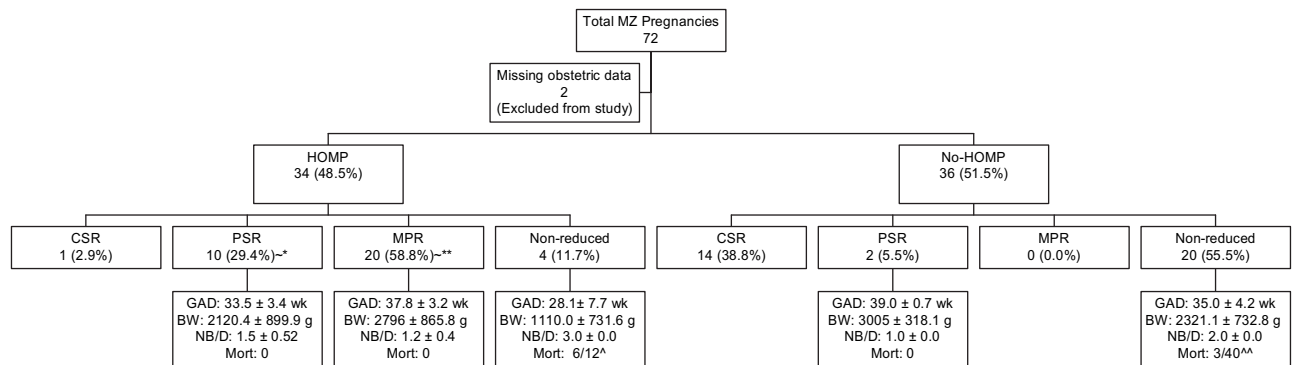 Total MZ Pregnancies
72
Missing obstetric data
2
(Excluded from study)
HOMP
34 (48.5%)
No-HOMP
36 (51.5%)
CSR
1 (2.9%)
PSR
10 (29.4%)~*
MPR
20 (58.8%)~**
Non-reduced
4 (11.7%)
CSR
14 (38.8%)
PSR
2 (5.5%)
MPR
0 (0.0%)
Non-reduced
20 (55.5%)
GAD: 33.5 ± 3.4 wk
BW: 2120.4 ± 899.9 g
NB/D: 1.5 ± 0.52
Mort: 0
GAD: 37.8 ± 3.2 wk
BW: 2796 ± 865.8 g
NB/D: 1.2 ± 0.4
Mort: 0
GAD: 28.1± 7.7 wk
BW: 1110.0 ± 731.6 g
NB/D: 3.0 ± 0.0
Mort: 6/12^
GAD: 39.0 ± 0.7 wk
BW: 3005 ± 318.1 g
NB/D: 1.0 ± 0.0
Mort: 0
GAD: 35.0 ± 4.2 wk
BW: 2321.1 ± 732.8 g
NB/D: 2.0 ± 0.0
Mort: 3/40^^